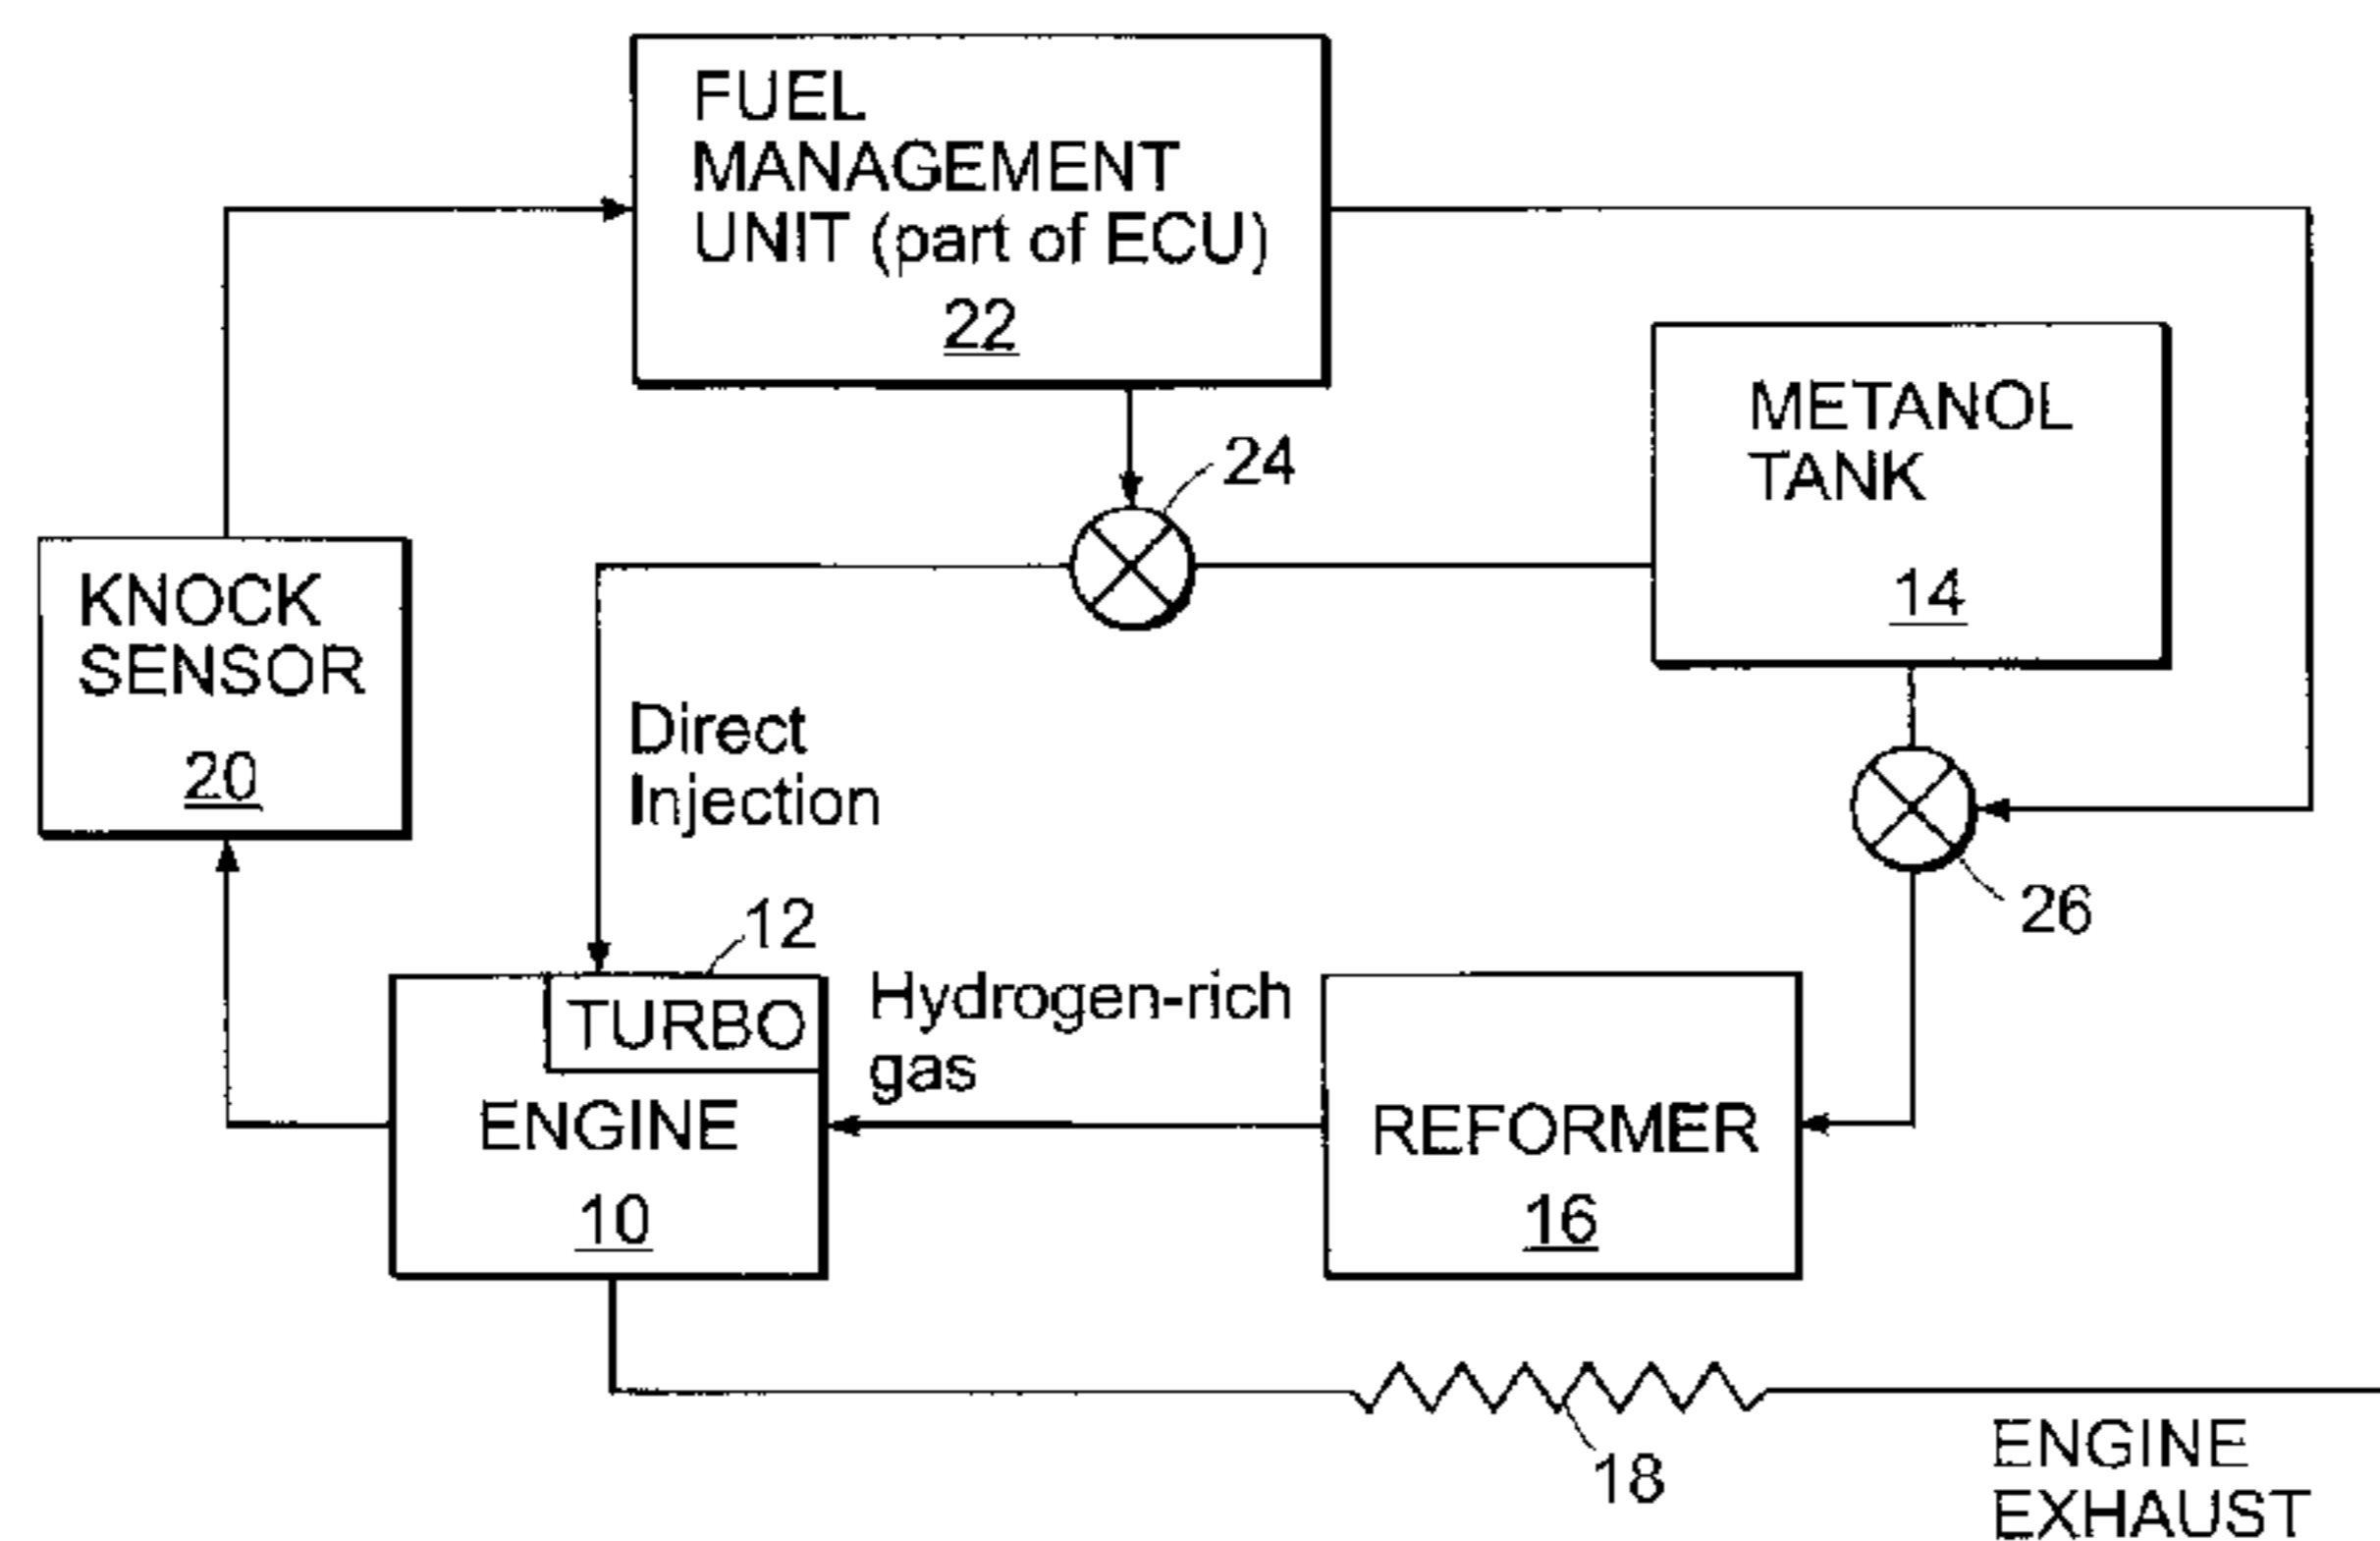 FUEL
MANAGEMENT
UNIT (part of ECU)
22
24
METANOL
TANK
14
KNOCK
SENSOR
20
Direct
Injection
26
12
TURBO
ENGINE
10
Hydrogen-rich
gas
REFORMER
16
18
ENGINE
EXHAUST